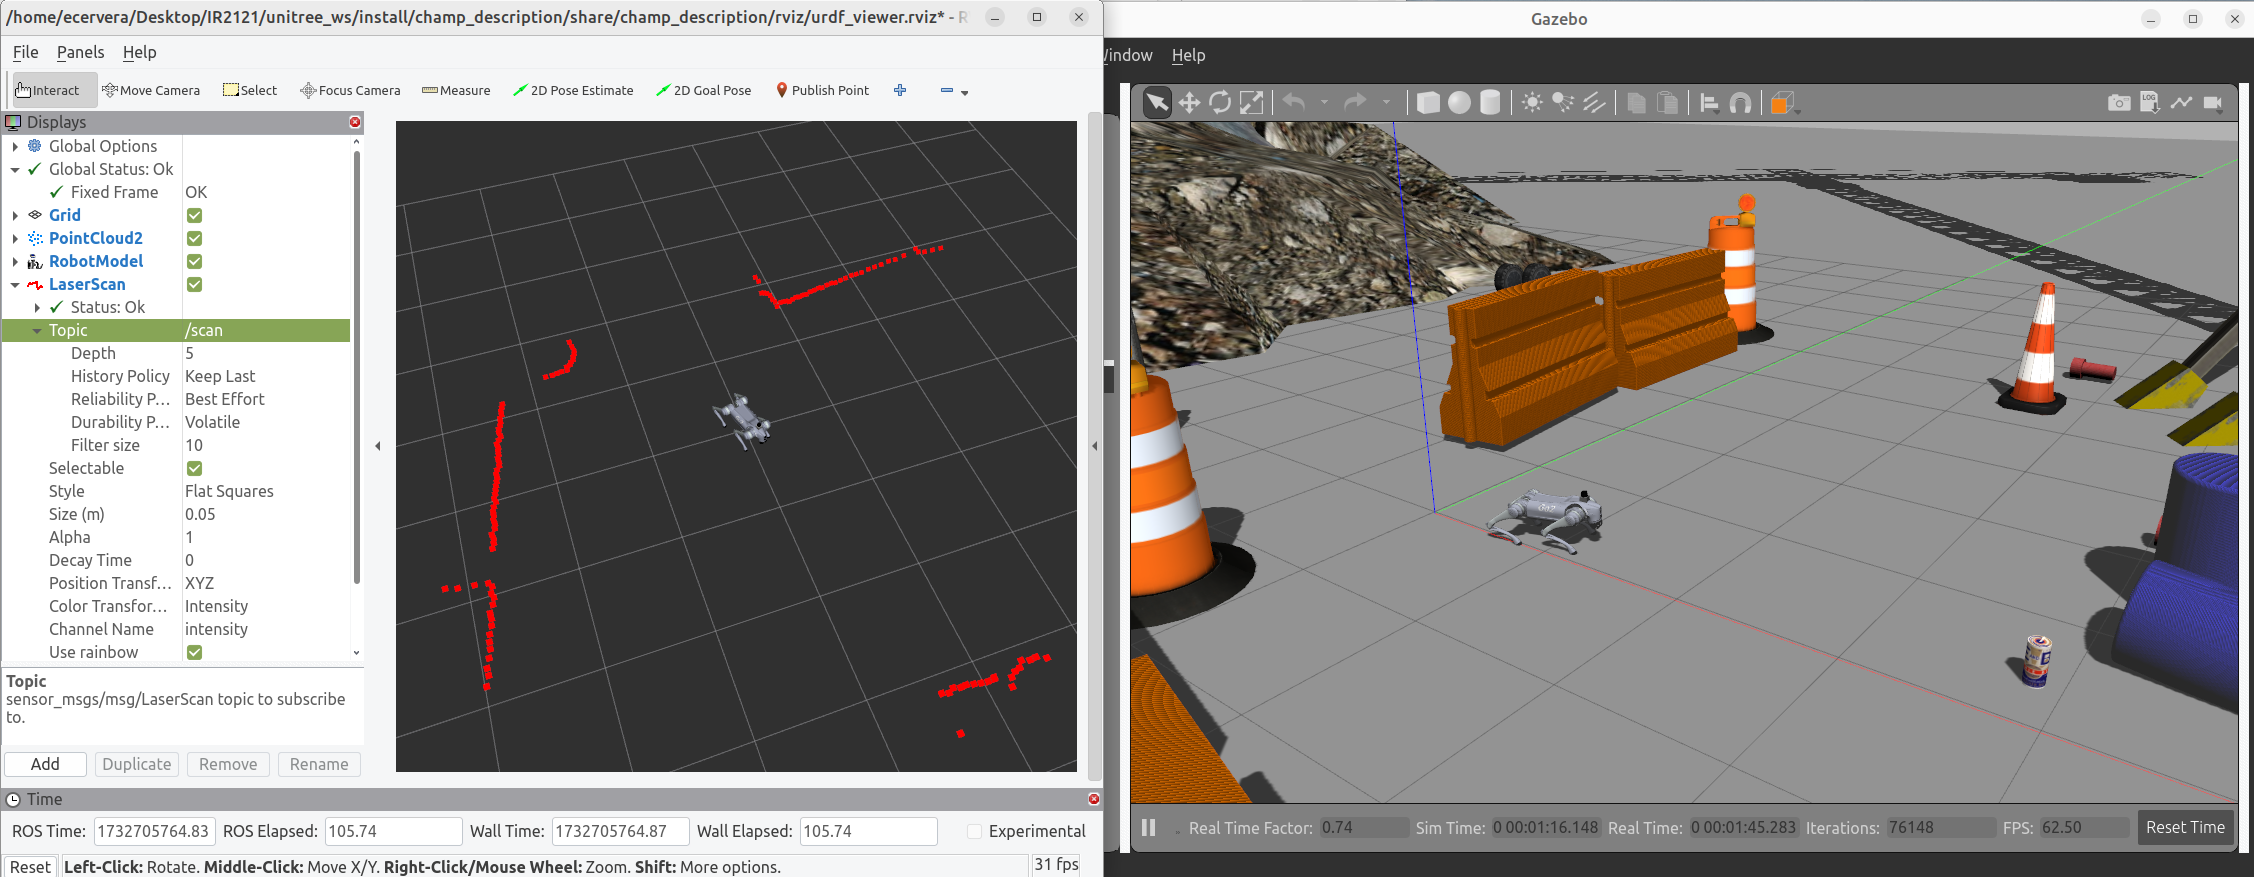 /home/ecervera/Desktop/IR2121/unitree_ws/install/champ_description/share/champ_description/rviz/urdf_viewer.rviz* - R
File Panels Help
Interact Move Camera Select Focus Camera Measure 2D Pose Estimate 2D Goal Pose Publish Point
Displays
Global Options
Global Status: Ok
Fixed Frame OK
Grid
PointCloud2
RobotModel
LaserScan
Status: Ok
Topic /scan
Depth 5
History Policy Keep Last
Reliability P... Best Effort
Durability P... Volatile
Filter size 10
Selectable
Style Flat Squares
Size (m) 0.05
Alpha 1
Decay Time 0
Position Transf... XYZ
Color Transfor... Intensity
Channel Name intensity
Use rainbow
Topic
sensor_msgs/msg/LaserScan topic to subscribe
to.
Add Duplicate Remove Rename
Time
ROS Time: 1732705764.83 ROS Elapsed: 105.74 Wall Time: 1732705764.87 Wall Elapsed: 105.74 Experimental
Reset Left-Click: Rotate. Middle-Click: Move X/Y. Right-Click/Mouse Wheel: Zoom. Shift: More options. 31 fps
Gazebo
Window Help
LOG
Real Time Factor: 0.74 Sim Time: 0 00:01:16.148 Real Time: 0 00:01:45.283 Iterations: 76148 FPS: 62.50 Reset Time